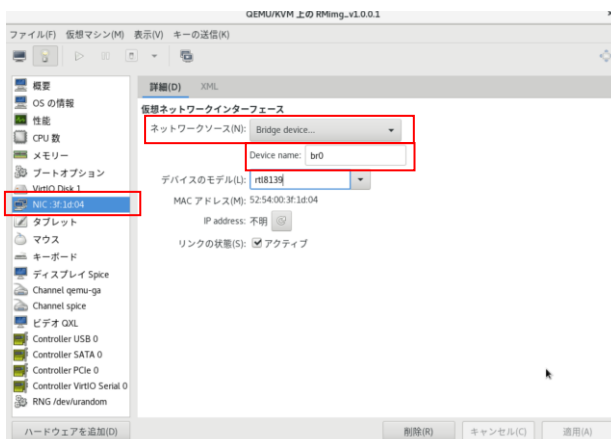 QEMU/KVM 上の RMimg_v1.0.0.1
ファイル(F) 仮想マシン(M) 表示(V) キーの送信(K)
概要
OS の情報
性能
CPU 数
メモリー
ブートオプション
VirtIO Disk 1
NIC :3f:1d:04
タブレット
マウス
キーボード
ディスプレイ Spice
Channel qemu-ga
Channel spice
ビデオ QXL
Controller USB 0
Controller SATA 0
Controller PCIe 0
Controller VirtIO Serial 0
RNG /dev/urandom
ハードウェアを追加(D)
詳細(D) XML
仮想ネットワークインターフェース
ネットワークソース(N): Bridge device...
Device name: br0
デバイスのモデル(L): rtl8139
MAC アドレス(M): 52:54:00:3f:1d:04
IP address: 不明
リンクの状態(S): アクティブ
削除(R) キャンセル(C) 適用(A)